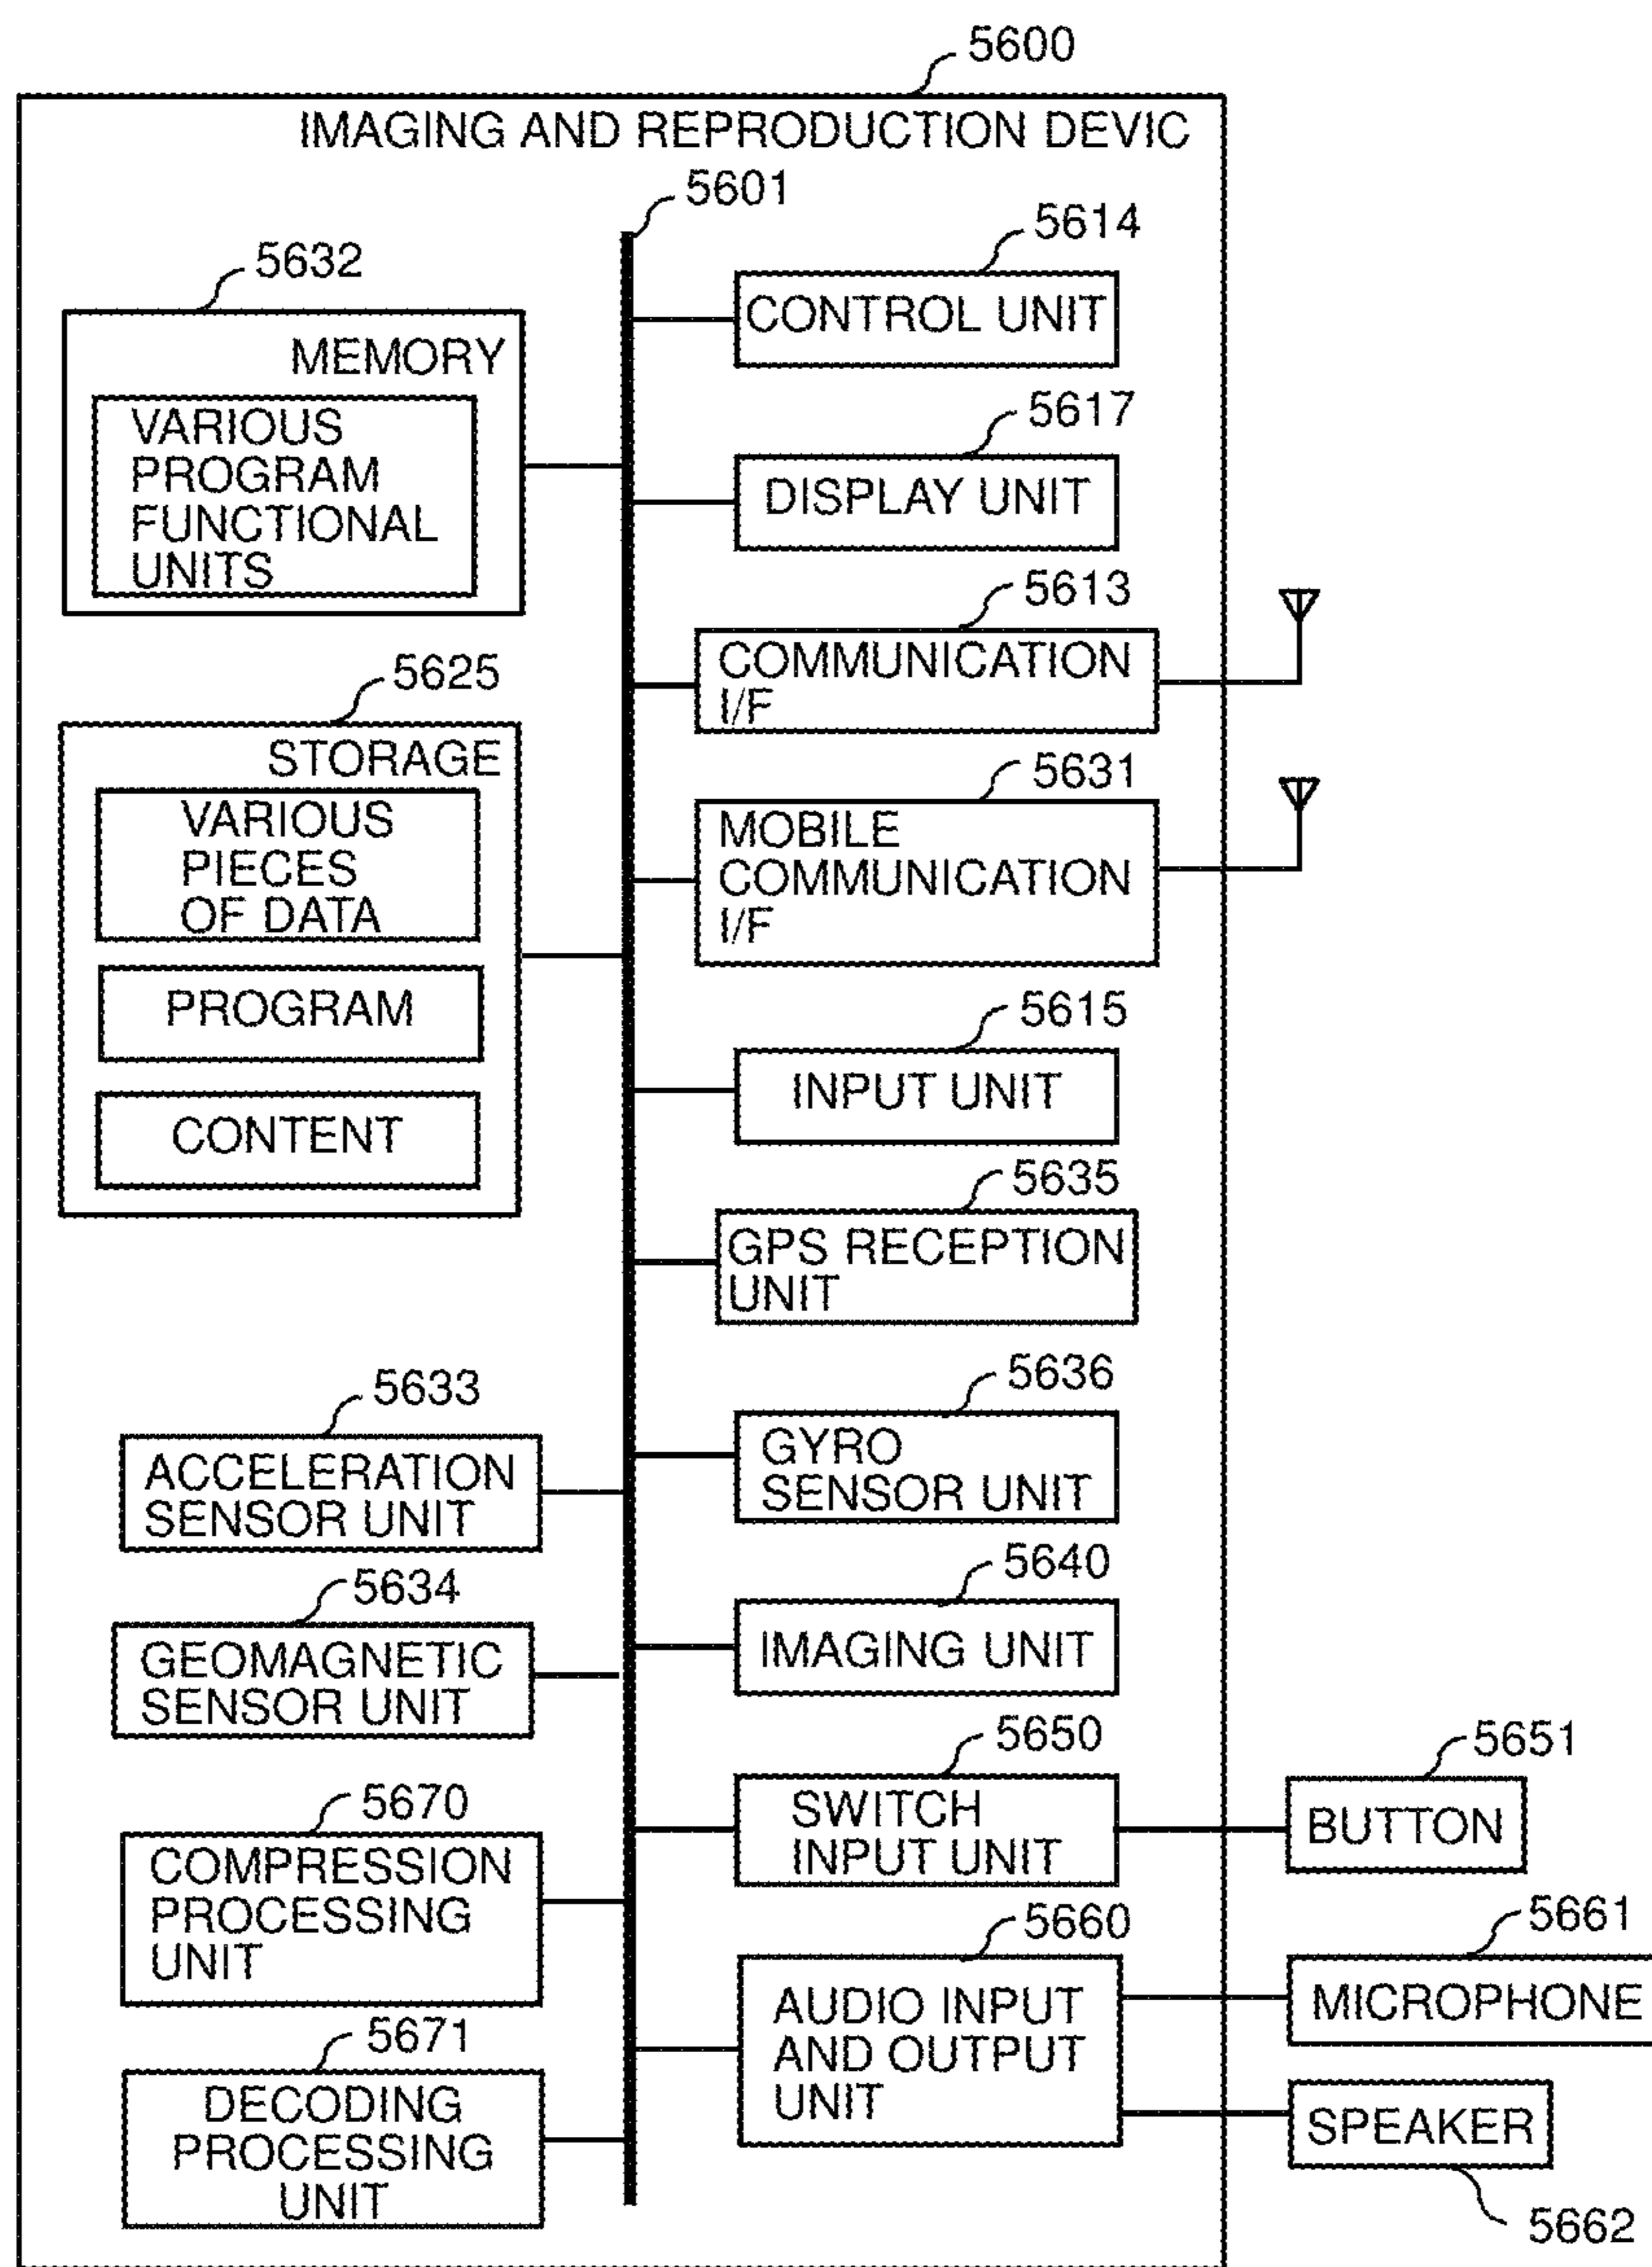 5600
IMAGING AND REPRODUCTION DEVIC
5601
5614
CONTROL UNIT
5632
MEMORY
VARIOUS
PROGRAM
FUNCTIONAL
UNITS
5617
DISPLAY UNIT
5613
COMMUNICATION
I/F
5625
STORAGE
VARIOUS
PIECES
OF DATA
PROGRAM
CONTENT
5631
MOBILE
COMMUNICATION
I/F
5615
INPUT UNIT
5635
GPS RECEPTION
UNIT
5633
ACCELERATION
SENSOR UNIT
5636
GYRO
SENSOR UNIT
5634
GEOMAGNETIC
SENSOR UNIT
5640
IMAGING UNIT
5650
SWITCH
INPUT UNIT
5651
BUTTON
5670
COMPRESSION
PROCESSING
UNIT
5660
AUDIO INPUT
AND OUTPUT
UNIT
5661
MICROPHONE
5671
DECODING
PROCESSING
UNIT
SPEAKER
5662